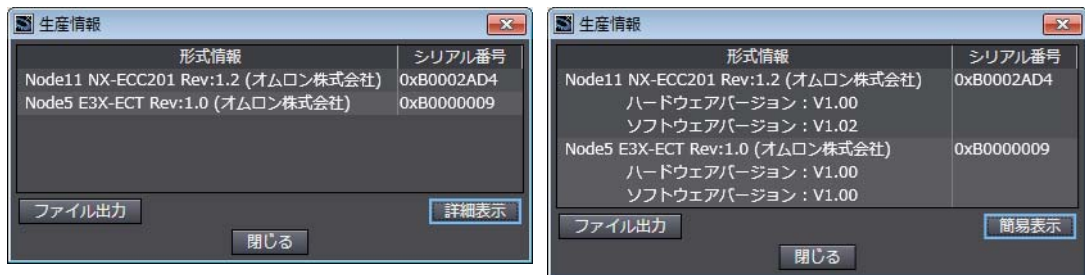 生産情報
形式情報 シリアル番号
Node11 NX-ECC201 Rev:1.2 (オムロン株式会社) 0xB0002AD4
Node5 E3X-ECT Rev:1.0 (オムロン株式会社) 0xB0000009
ファイル出力 詳細表示
閉じる
生産情報
形式情報 シリアル番号
Node11 NX-ECC201 Rev:1.2 (オムロン株式会社) 0xB0002AD4
ハードウェアバージョン:V1.00
ソフトウェアバージョン:V1.02
Node5 E3X-ECT Rev:1.0 (オムロン株式会社) 0xB0000009
ハードウェアバージョン:V1.00
ソフトウェアバージョン:V1.00
ファイル出力 簡易表示
閉じる